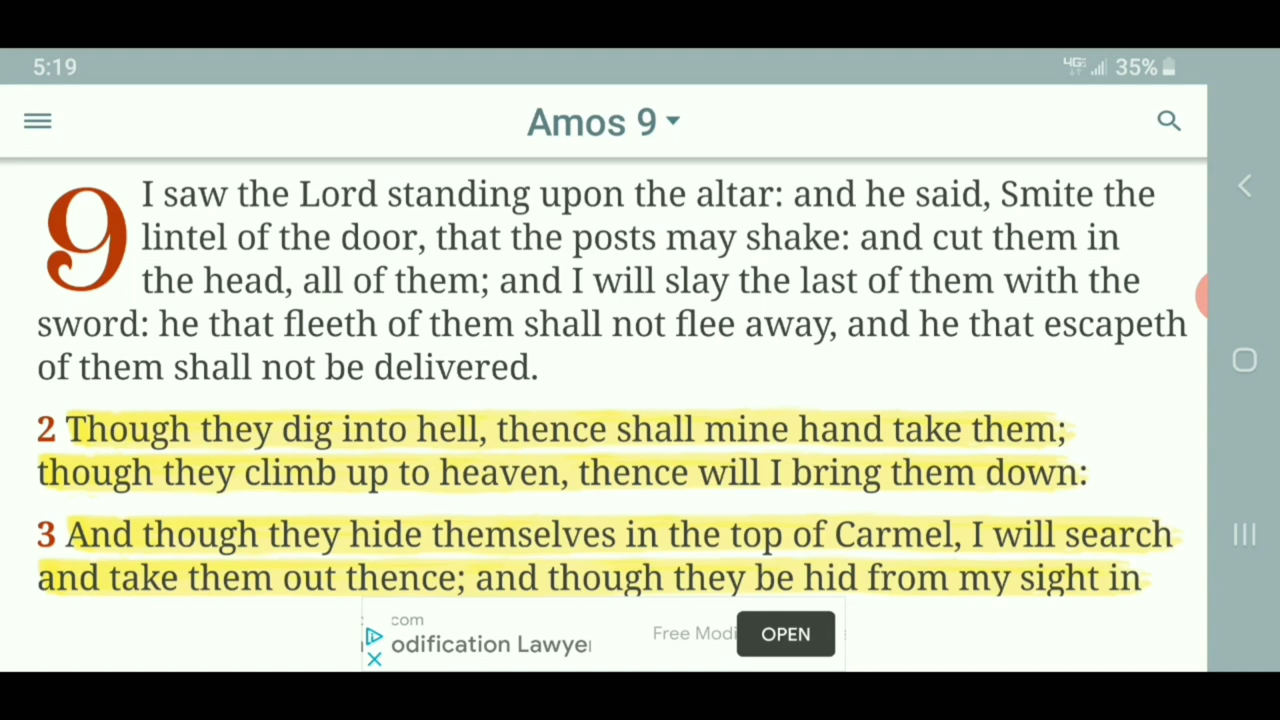 5:19
4G 35%
Amos 9
9 I saw the Lord standing upon the altar: and he said, Smite the
lintel of the door, that the posts may shake: and cut them in
the head, all of them; and I will slay the last of them with the
sword: he that fleeth of them shall not flee away, and he that escapeth
of them shall not be delivered.
2 Though they dig into hell, thence shall mine hand take them;
though they climb up to heaven, thence will I bring them down:
3 And though they hide themselves in the top of Carmel, I will search
and take them out thence; and though they be hid from my sight in
com
odification Lawyer
Free Modi
OPEN